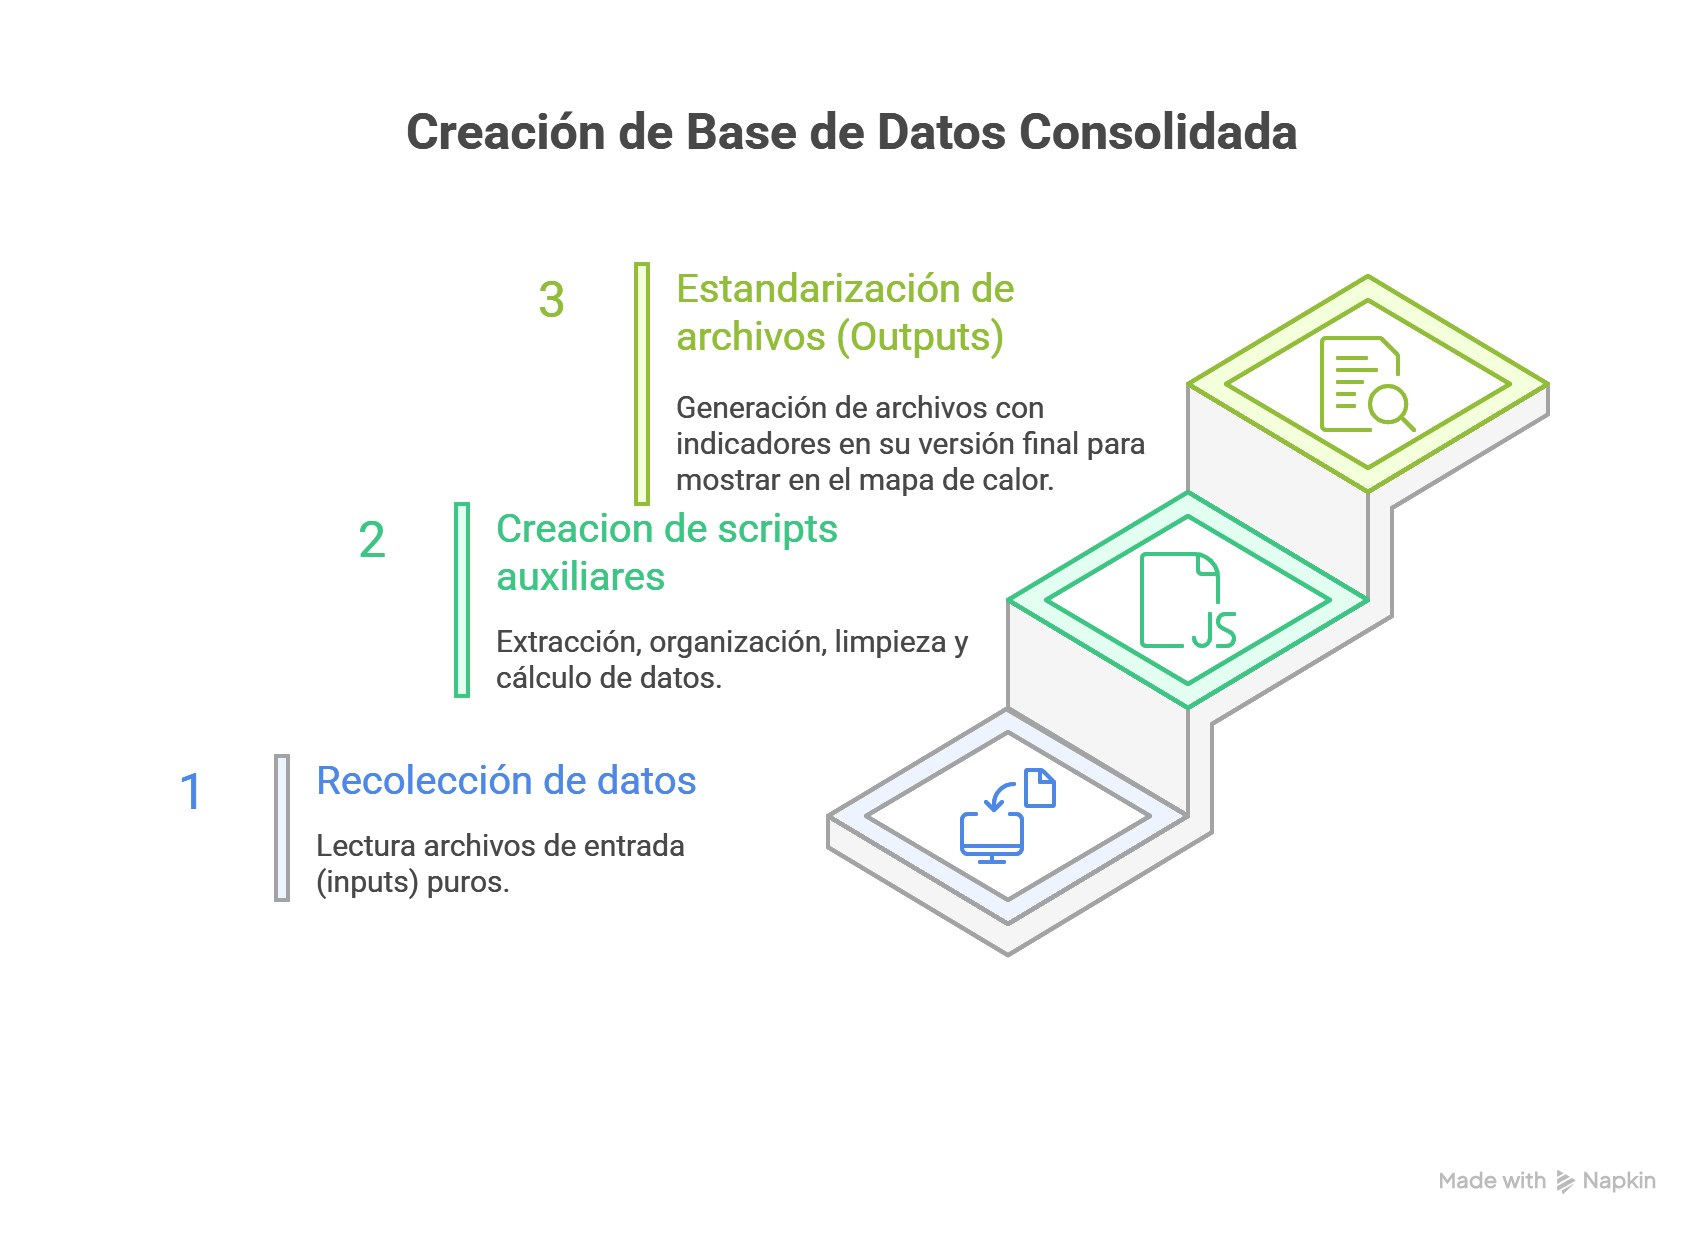 Creación de Base de Datos Consolidada
3
Estandarización de
archivos (Outputs)
Generación de archivos con
indicadores en su versión final para
mostrar en el mapa de calor.
2
Creacion de scripts
auxiliares
Extracción, organización, limpieza y
cálculo de datos.
JS
1
Recolección de datos
Lectura archivos de entrada
(inputs) puros.
Made with Napkin